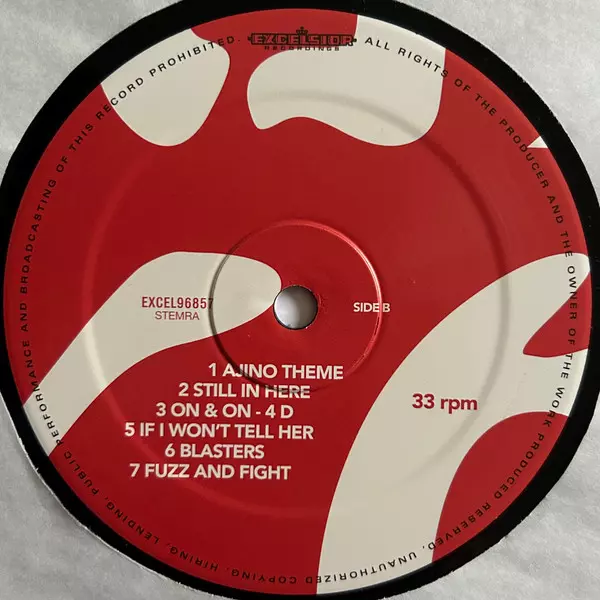 EXCELSIOR
RECORDINGS
ALL RIGHTS OF THE PRODUCER AND THE OWNER OF THE WORK PRODUCED RESERVED. UNAUTHORIZED COPYING, HIRING, LENDING, PUBLIC PERFORMANCE AND BROADCASTING OF THIS RECORD PROHIBITED.
EXCEL96857
STEMRA
SIDE B
1 AJINO THEME
2 STILL IN HERE
3 ON & ON - 4 D
5 IF I WON'T TELL HER
6 BLASTERS
7 FUZZ AND FIGHT
33 rpm